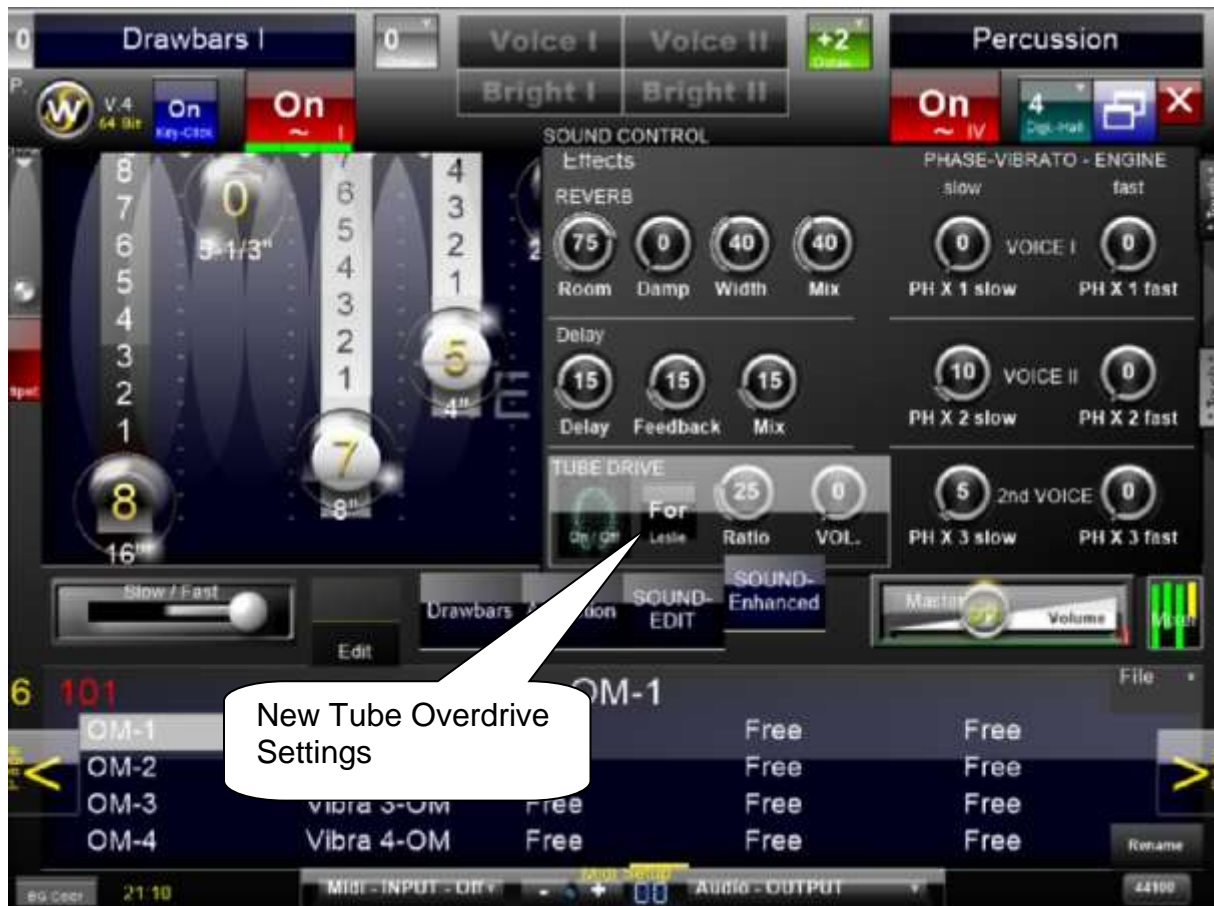 0 Drawbars I 0 Voice I Voice II +2 Percussion
Bright I Bright II
P. W V.4 64 Bit On Key-Click On ~ I On ~ IV 4 X
SOUND CONTROL
Effects
PHASE-VIBRATO - ENGINE
slow fast
REVERB
75 0 40 40
Room Damp Width Mix
0 VOICE I 0
PH X 1 slow PH X 1 fast
Delay
15 15 15
Delay Feedback Mix
10 VOICE II 0
PH X 2 slow PH X 2 fast
TUBE DRIVE
On / Off For Leslie 25 Ratio 0 VOL.
5 2nd VOICE 0
PH X 3 slow PH X 3 fast
8
7
6
5
4
3
2
1
8
16"
0
5-1/3"
7
6
5
4
3
2
1
7
8"
4
3
2
1
5
4"
2
E
Slow / Fast
Edit
Drawbars
SOUND-EDIT
SOUND-Enhanced
Master Volume
Mixer
New Tube Overdrive
Settings
6 101 OM-1 File
OM-1 Free Free
OM-2 Free Free
OM-3 Vibra 3-OM Free Free Free
OM-4 Vibra 4-OM Free Free Free
< >
Rename
Midi Setup
21:10 Midi - INPUT - Off - + Audio - OUTPUT 44100